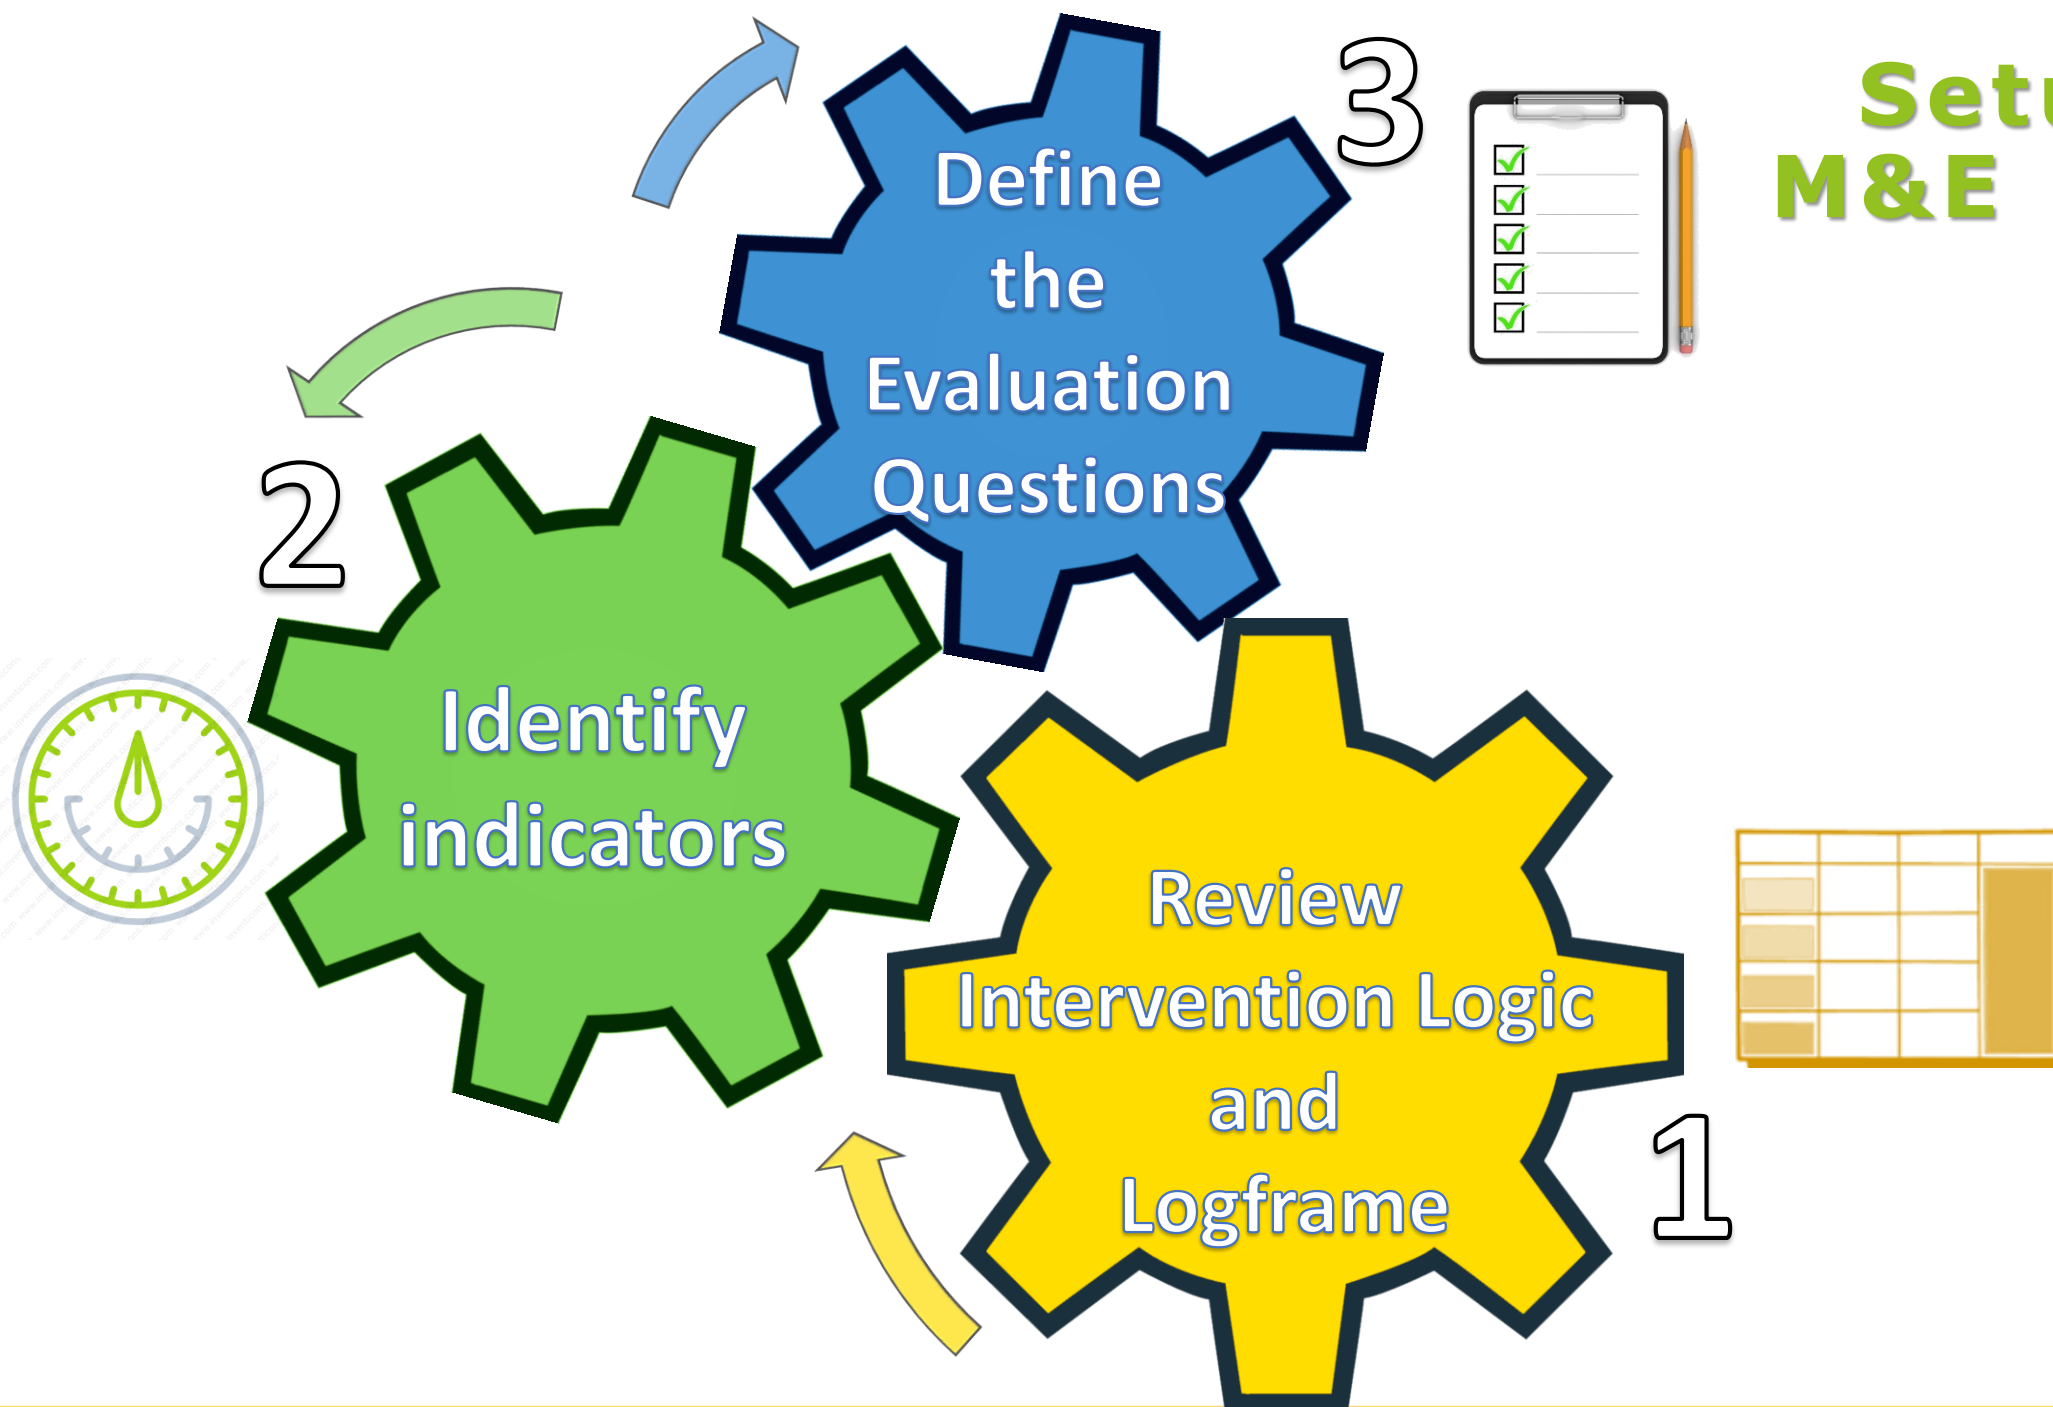 3
Setu
M&E
Define
the
Evaluation
Questions
2
Identify
indicators
Review
Intervention Logic
and
Logframe
1